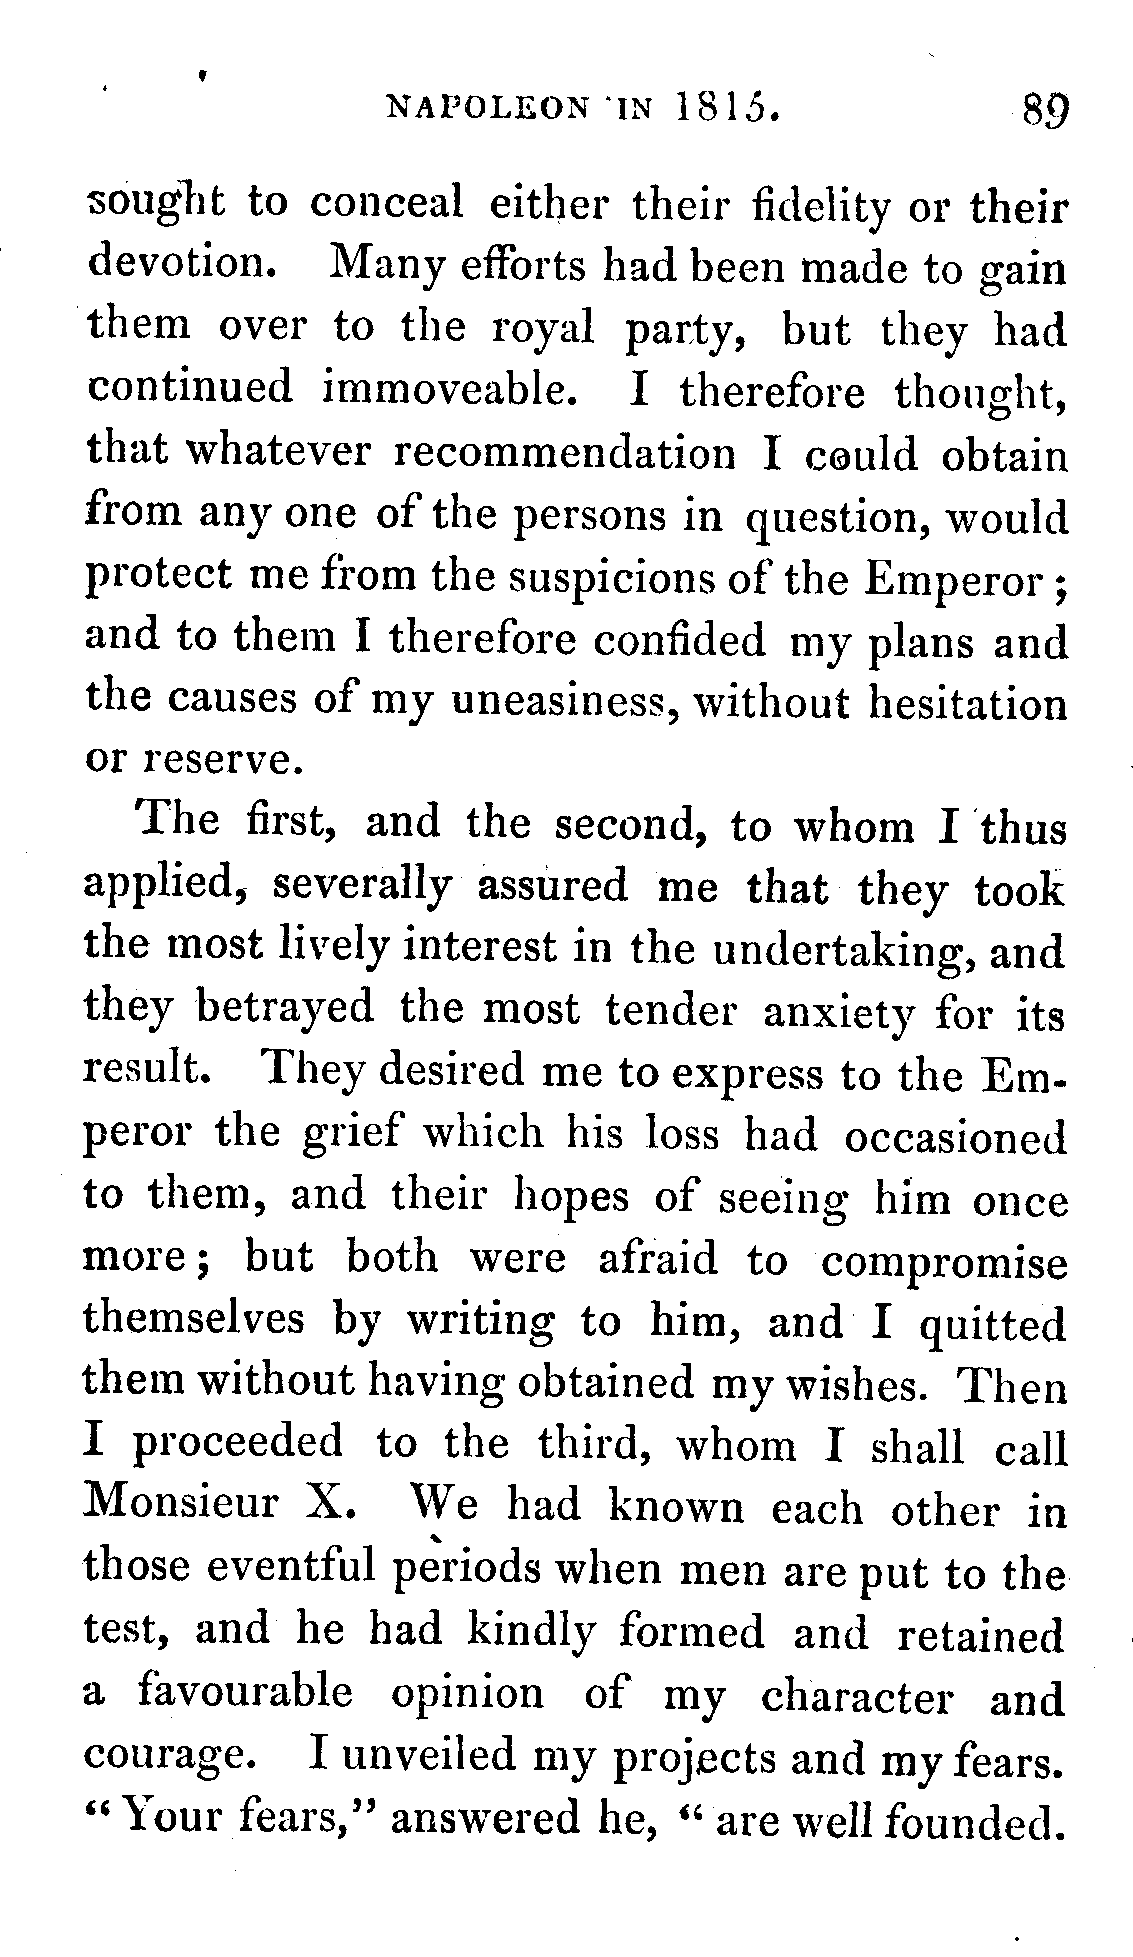 NAPOLEON IN 1815. 89
sought to conceal either their fidelity or their
devotion. Many efforts had been made to gain
them over to the royal party, but they had
continued immoveable. I therefore thought,
that whatever recommendation I could obtain
from any one of the persons in question, would
protect me from the suspicions of the Emperor;
and to them I therefore confided my plans and
the causes of my uneasiness, without hesitation
or reserve.
The first, and the second, to whom I thus
applied, severally assured me that they took
the most lively interest in the undertaking, and
they betrayed the most tender anxiety for its
result. They desired me to express to the Em-
peror the grief which his loss had occasioned
to them, and their hopes of seeing him once
more; but both were afraid to compromise
themselves by writing to him, and I quitted
them without having obtained my wishes. Then
I proceeded to the third, whom I shall call
Monsieur X. We had known each other in
those eventful periods when men are put to the
test, and he had kindly formed and retained
a favourable opinion of my character and
courage. I unveiled my projects and my fears.
“Your fears,” answered he, “are well founded.